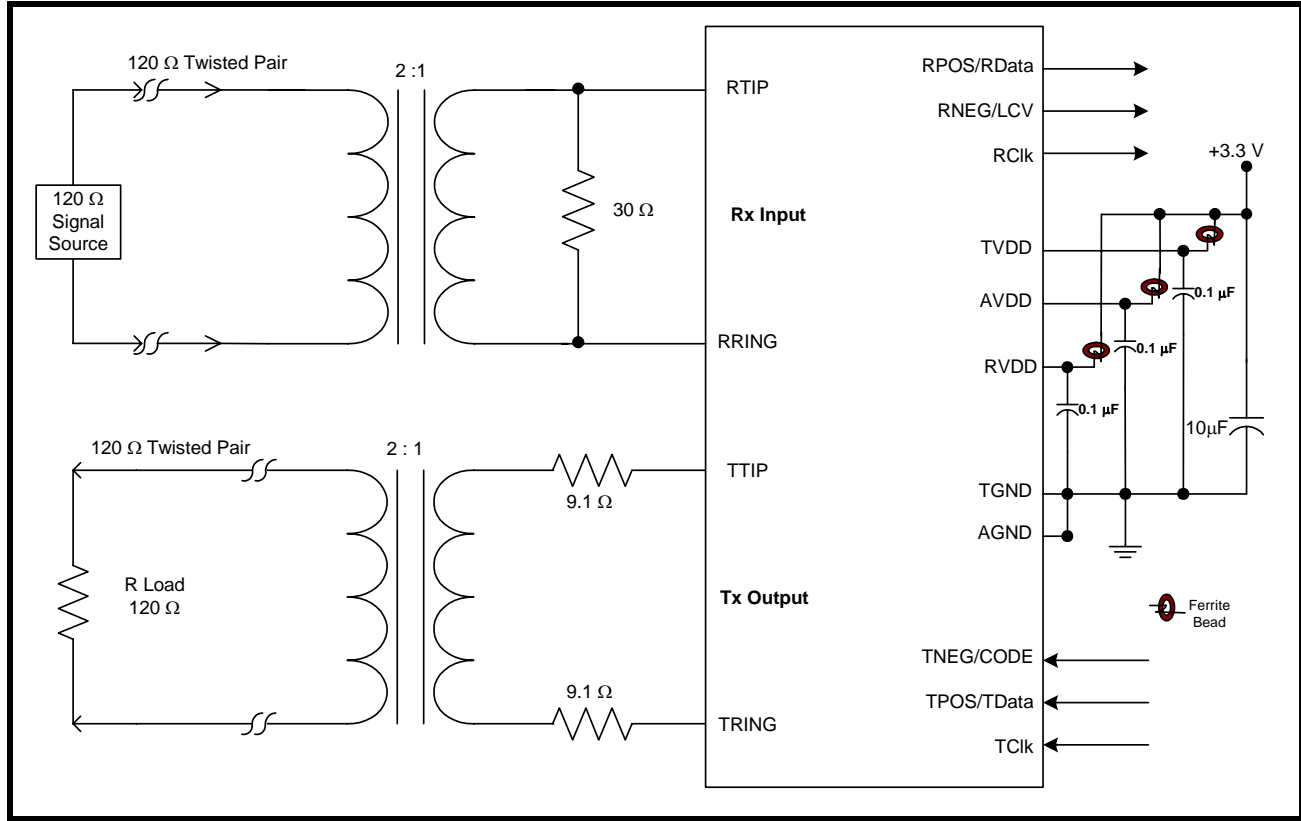 120 Ω Twisted Pair
2 :1
120 Ω
Signal
Source
30 Ω
RTIP
RRING
Rx Input
120 Ω Twisted Pair
2 : 1
R Load
120 Ω
9.1 Ω
9.1 Ω
TTIP
TRING
Tx Output
RPOS/RData
RNEG/LCV
RClk
+3.3 V
TVDD
AVDD
RVDD
0.1 µF
0.1 µF
0.1 µF
10µF
TGND
AGND
Ferrite
Bead
TNEG/CODE
TPOS/TData
TClk